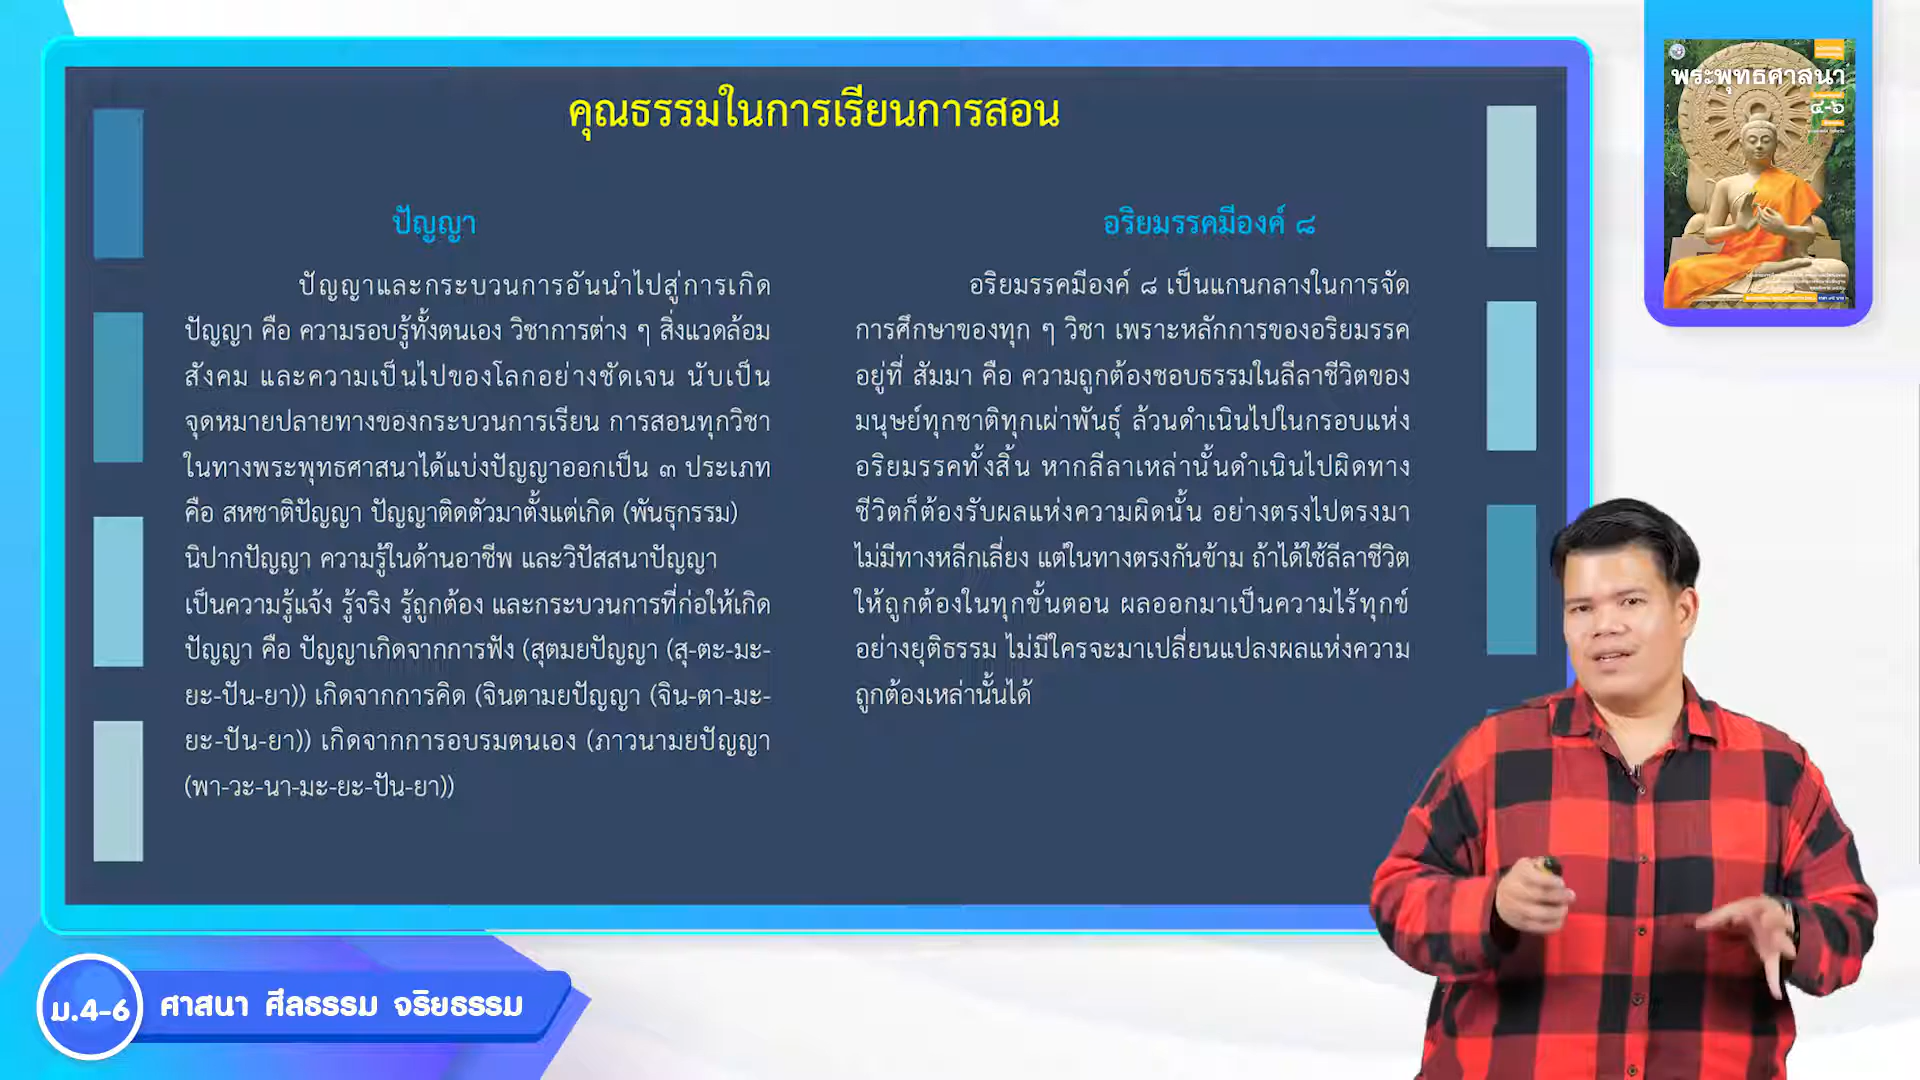 คุณธรรมในการเรียนการสอน
ปัญญา
ปัญญาและกระบวนการอันนำไปสู่การเกิด
ปัญญา คือ ความรอบรู้ทั้งตนเอง วิชาการต่าง ๆ สิ่งแวดล้อม
สังคม และความเป็นไปของโลกอย่างชัดเจน นับเป็น
จุดหมายปลายทางของกระบวนการเรียน การสอนทุกวิชา
ในทางพระพุทธศาสนาได้แบ่งปัญญาออกเป็น ๓ ประเภท
คือ สหชาติปัญญา ปัญญาติดตัวมาตั้งแต่เกิด (พันธุกรรม)
นิปากปัญญา ความรู้ในด้านอาชีพ และวิปัสสนาปัญญา
เป็นความรู้แจ้ง รู้จริง รู้ถูกต้อง และกระบวนการที่ก่อให้เกิด
ปัญญา คือ ปัญญาเกิดจากการฟัง (สุตมยปัญญา (สุ-ตะ-มะ-
ยะ-ปัน-ยา)) เกิดจากการคิด (จินตามยปัญญา (จิน-ตา-มะ-
ยะ-ปัน-ยา)) เกิดจากการอบรมตนเอง (ภาวนามยปัญญา
(พา-วะ-นา-มะ-ยะ-ปัน-ยา))
อริยมรรคมีองค์ ๘
อริยมรรคมีองค์ ๘ เป็นแกนกลางในการจัด
การศึกษาของทุก ๆ วิชา เพราะหลักการของอริยมรรค
อยู่ที่ สัมมา คือ ความถูกต้องชอบธรรมในลีลาชีวิตของ
มนุษย์ทุกชาติทุกเผ่าพันธุ์ ล้วนดำเนินไปในกรอบแห่ง
อริยมรรคทั้งสิ้น หากลีลาเหล่านั้นดำเนินไปผิดทาง
ชีวิตก็ต้องรับผลแห่งความผิดนั้น อย่างตรงไปตรงมา
ไม่มีทางหลีกเลี่ยง แต่ในทางตรงกันข้าม ถ้าได้ใช้ลีลาชีวิต
ให้ถูกต้องในทุกขั้นตอน ผลออกมาเป็นความไร้ทุกข์
อย่างยุติธรรม ไม่มีใครจะมาเปลี่ยนแปลงผลแห่งความ
ถูกต้องเหล่านั้นได้
พระพุทธศาสนา
๔-๖
ม.4-6
ศาสนา ศีลธรรม จริยธรรม